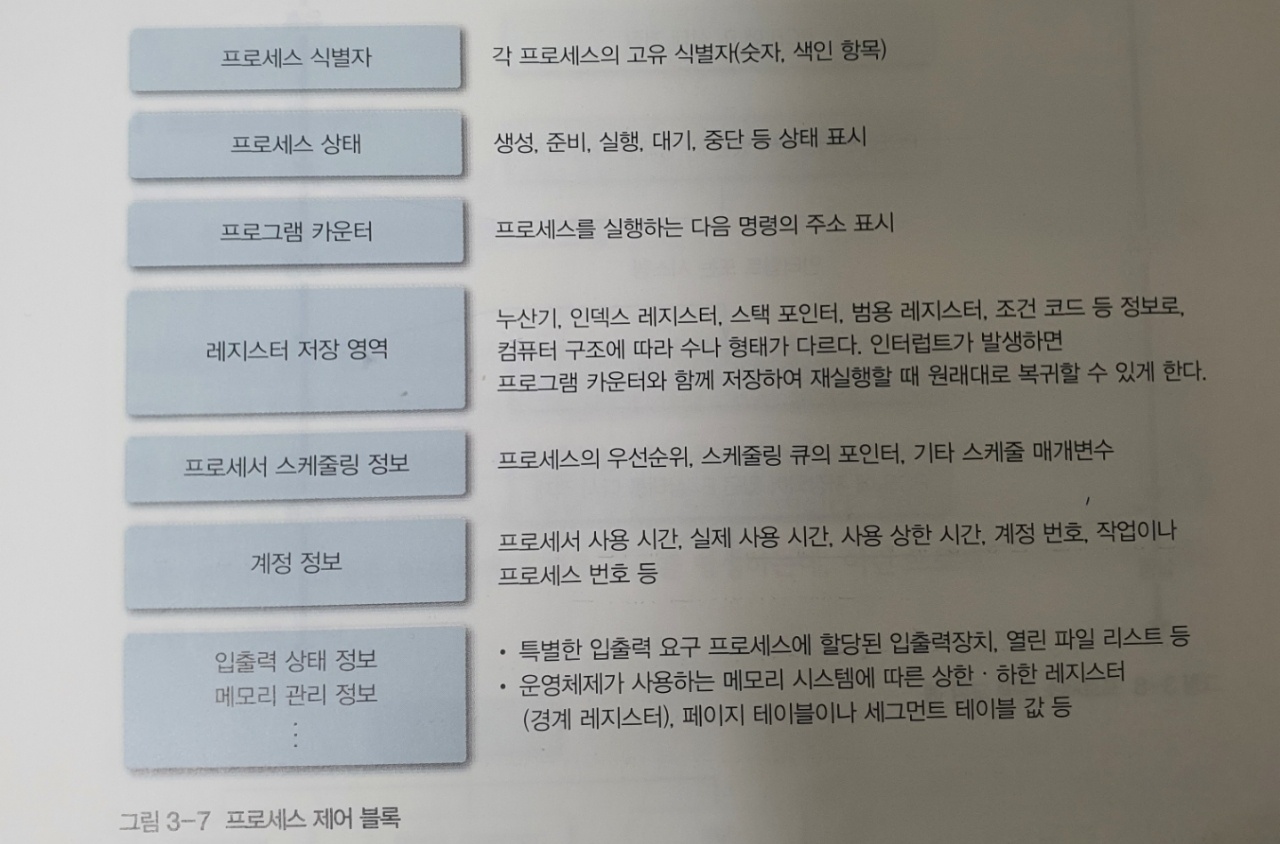 프로세스 식별자
각 프로세스의 고유 식별자(숫자, 색인 항목)
프로세스 상태
생성, 준비, 실행, 대기, 중단 등 상태 표시
프로그램 카운터
프로세스를 실행하는 다음 명령의 주소 표시
레지스터 저장 영역
누산기, 인덱스 레지스터, 스택 포인터, 범용 레지스터, 조건 코드 등 정보로,
컴퓨터 구조에 따라 수나 형태가 다르다. 인터럽트가 발생하면
프로그램 카운터와 함께 저장하여 재실행할 때 원래대로 복귀할 수 있게 한다.
프로세서 스케줄링 정보
프로세스의 우선순위, 스케줄링 큐의 포인터, 기타 스케줄 매개변수
계정 정보
프로세서 사용 시간, 실제 사용 시간, 사용 상한 시간, 계정 번호, 작업이나
프로세스 번호 등
입출력 상태 정보
메모리 관리 정보
⋮
• 특별한 입출력 요구 프로세스에 할당된 입출력장치, 열린 파일 리스트 등
• 운영체제가 사용하는 메모리 시스템에 따른 상한 · 하한 레지스터
(경계 레지스터), 페이지 테이블이나 세그먼트 테이블 값 등
그림 3-7 프로세스 제어 블록